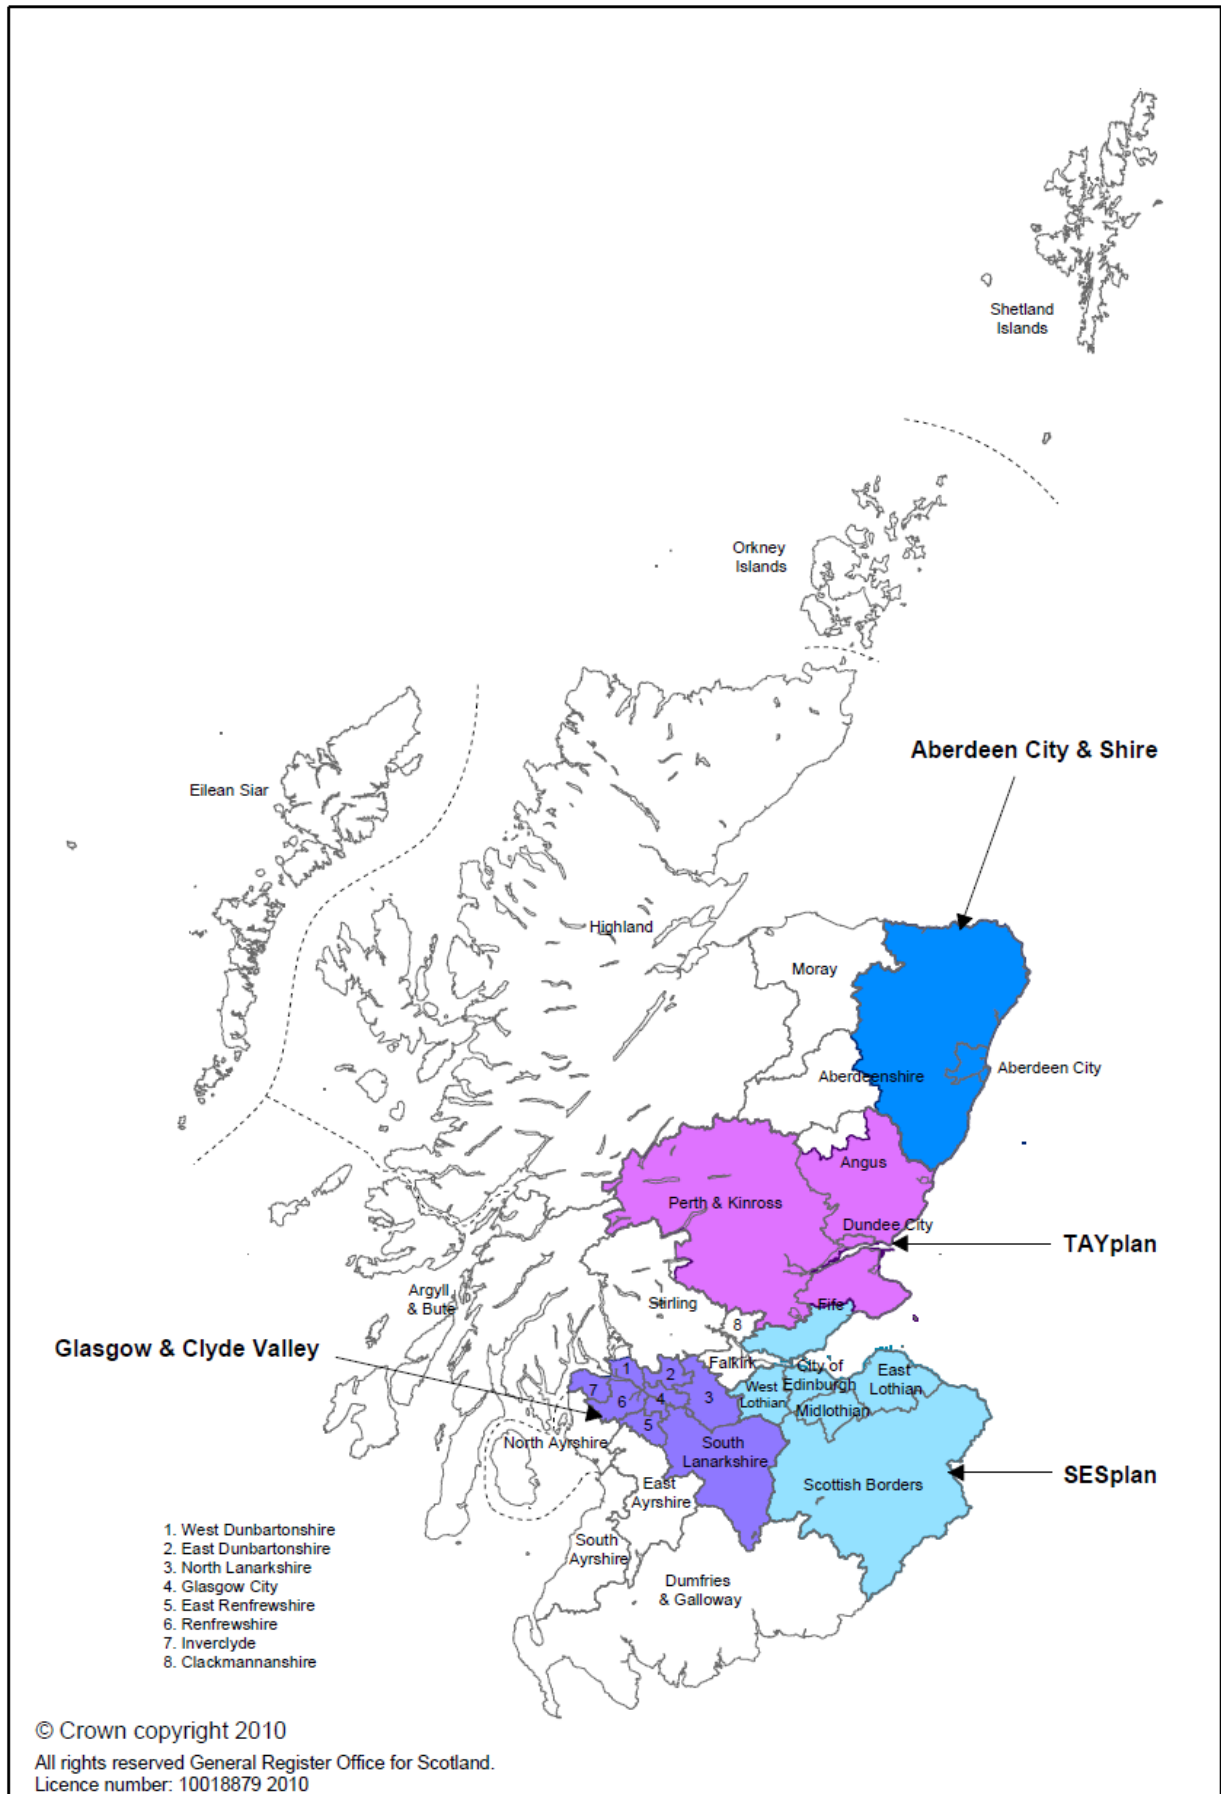 Shetland
Islands
Orkney
Islands
Aberdeen City & Shire
Eilean Siar
Highland
Moray
Aberdeenshire
Aberdeen City
Angus
Perth & Kinross
Dundee City
TAYplan
Argyll
& Bute
Stirling
Fife
8
Glasgow & Clyde Valley
Falkirk
City of
Edinburgh
East
Lothian
West
Lothian
Midlothian
1
2
7
6
4
3
5
North Ayrshire
South
Lanarkshire
SESplan
Scottish Borders
East
Ayrshire
South
Ayrshire
Dumfries
& Galloway
1. West Dunbartonshire
2. East Dunbartonshire
3. North Lanarkshire
4. Glasgow City
5. East Renfrewshire
6. Renfrewshire
7. Inverclyde
8. Clackmannanshire
© Crown copyright 2010
All rights reserved General Register Office for Scotland.
Licence number: 10018879 2010